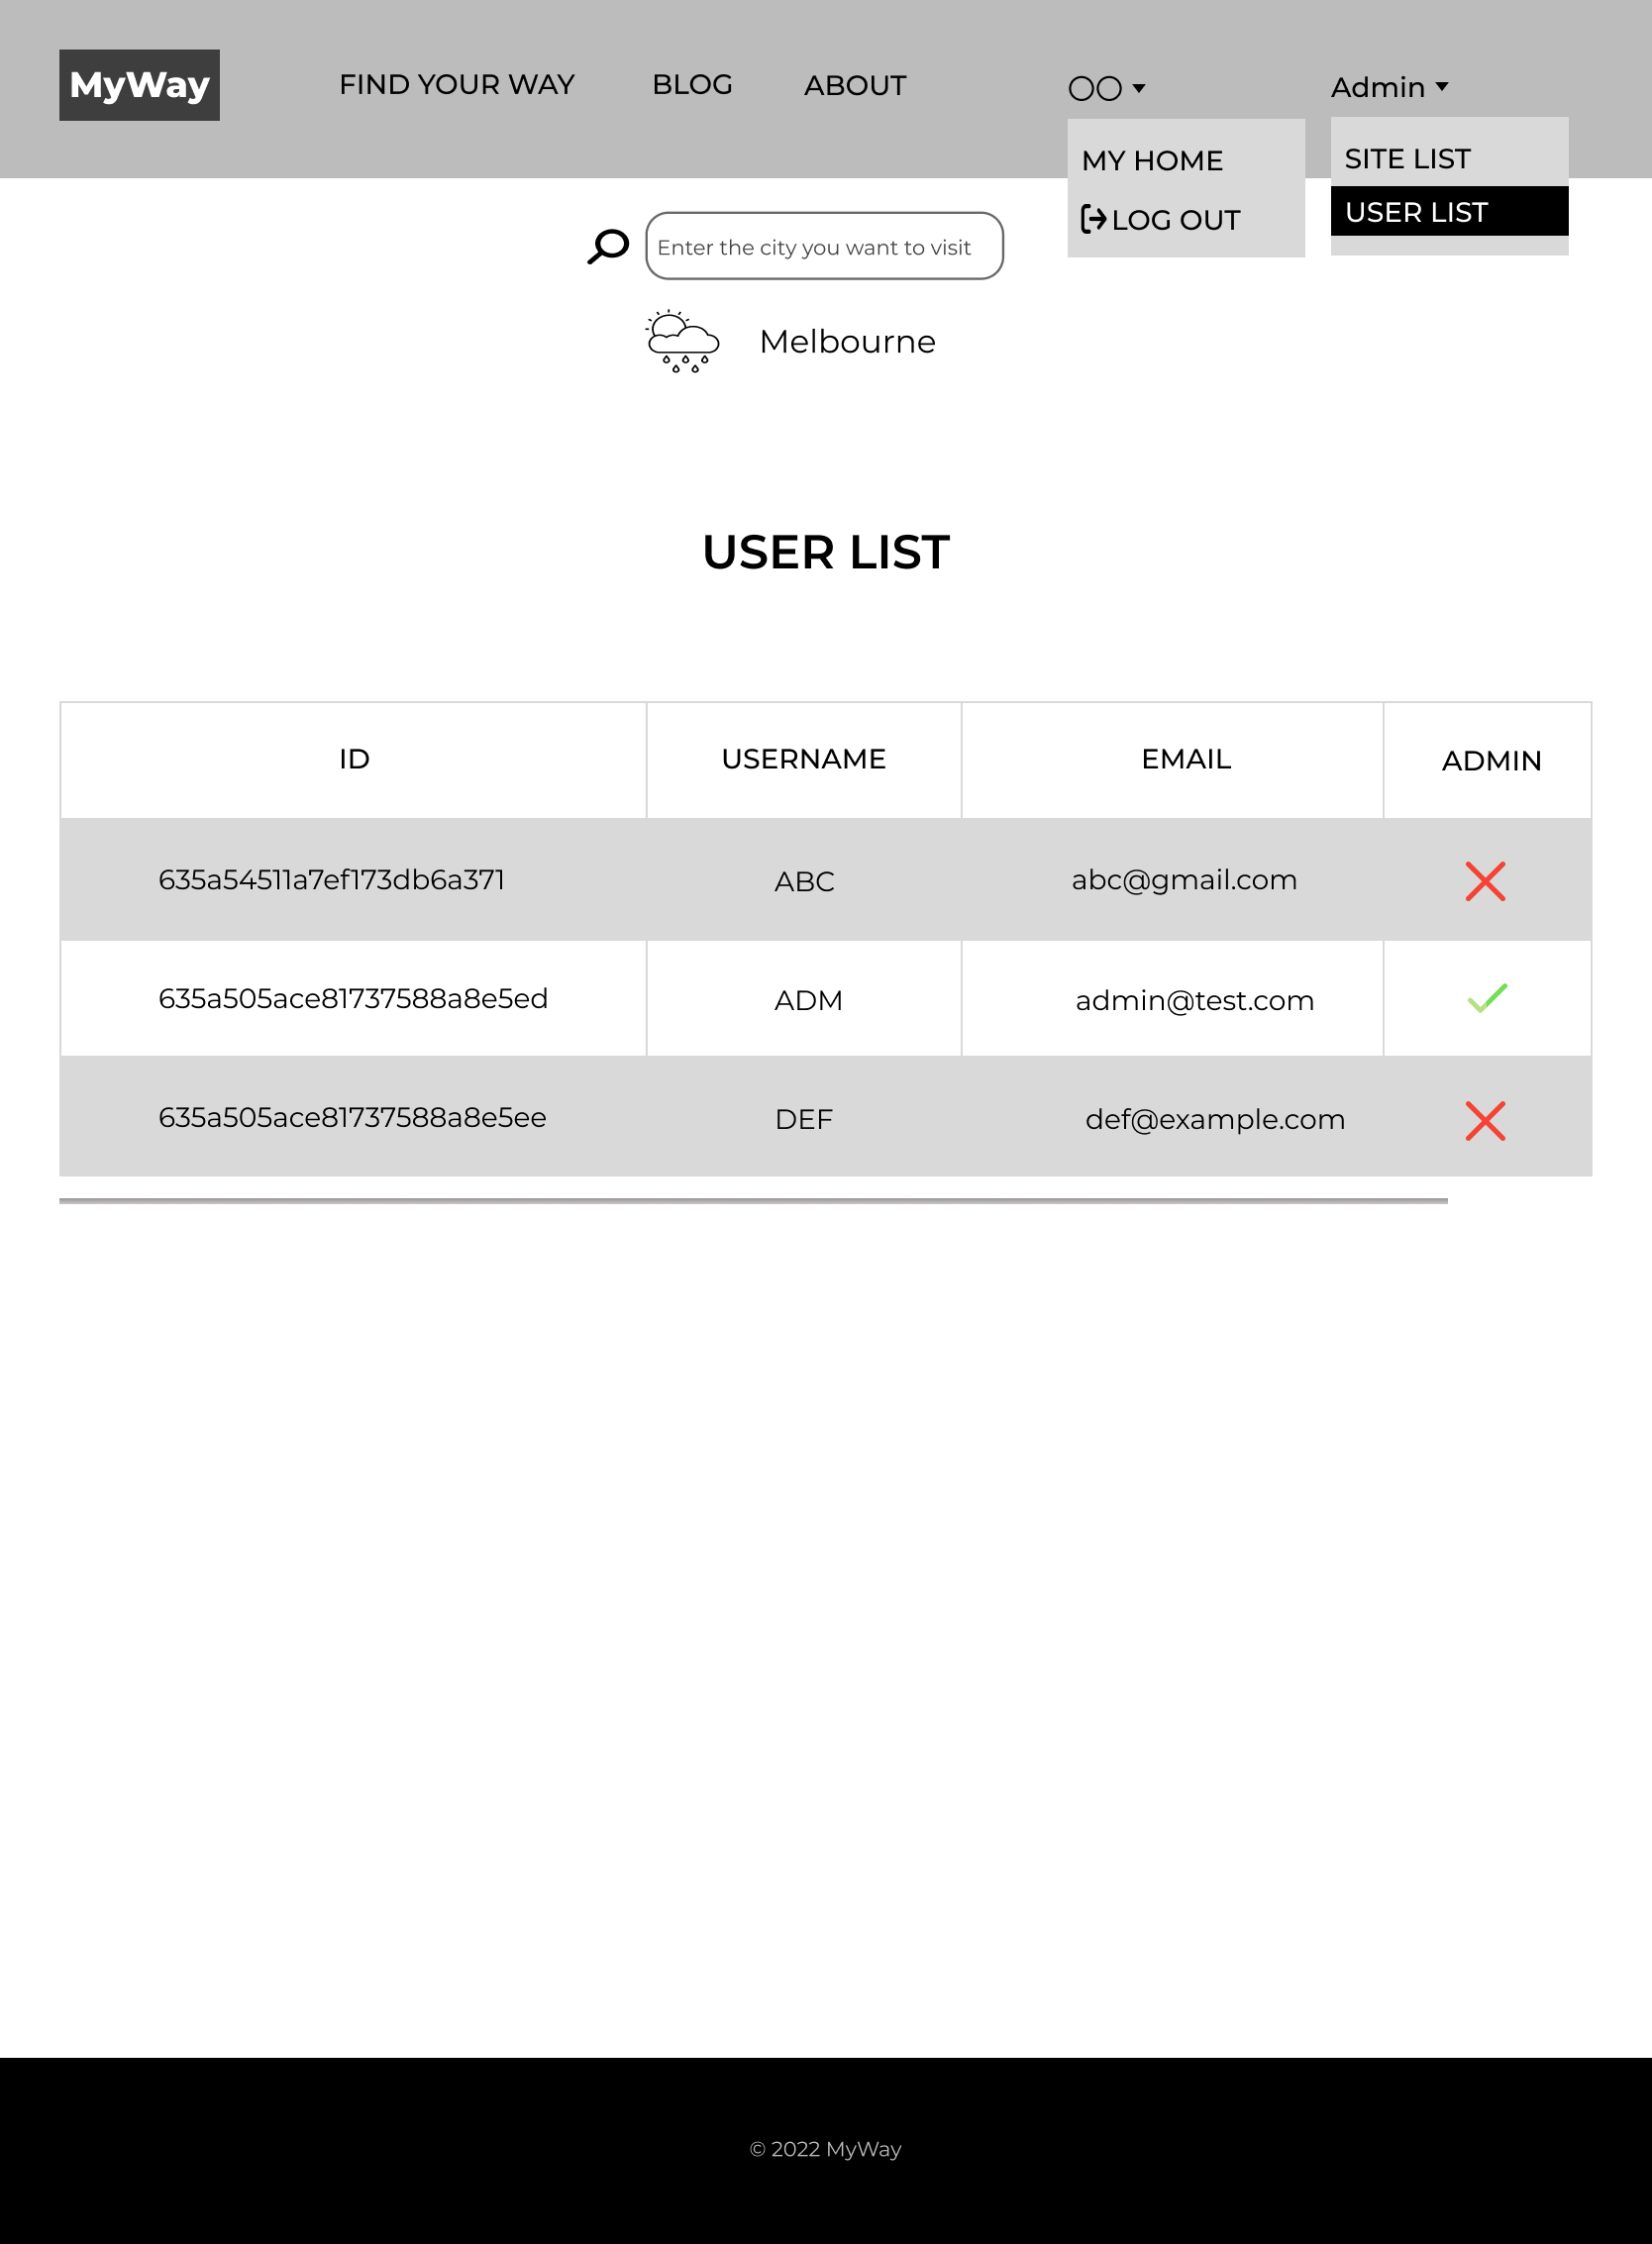 MyWay
FIND YOUR WAY
BLOG
ABOUT
○○
Admin
MY HOME
LOG OUT
SITE LIST
USER LIST
Enter the city you want to visit
Melbourne
USER LIST
ID USERNAME EMAIL ADMIN
635a54511a7ef173db6a371 ABC abc@gmail.com
635a505ace81737588a8e5ed ADM admin@test.com
635a505ace81737588a8e5ee DEF def@example.com
© 2022 MyWay